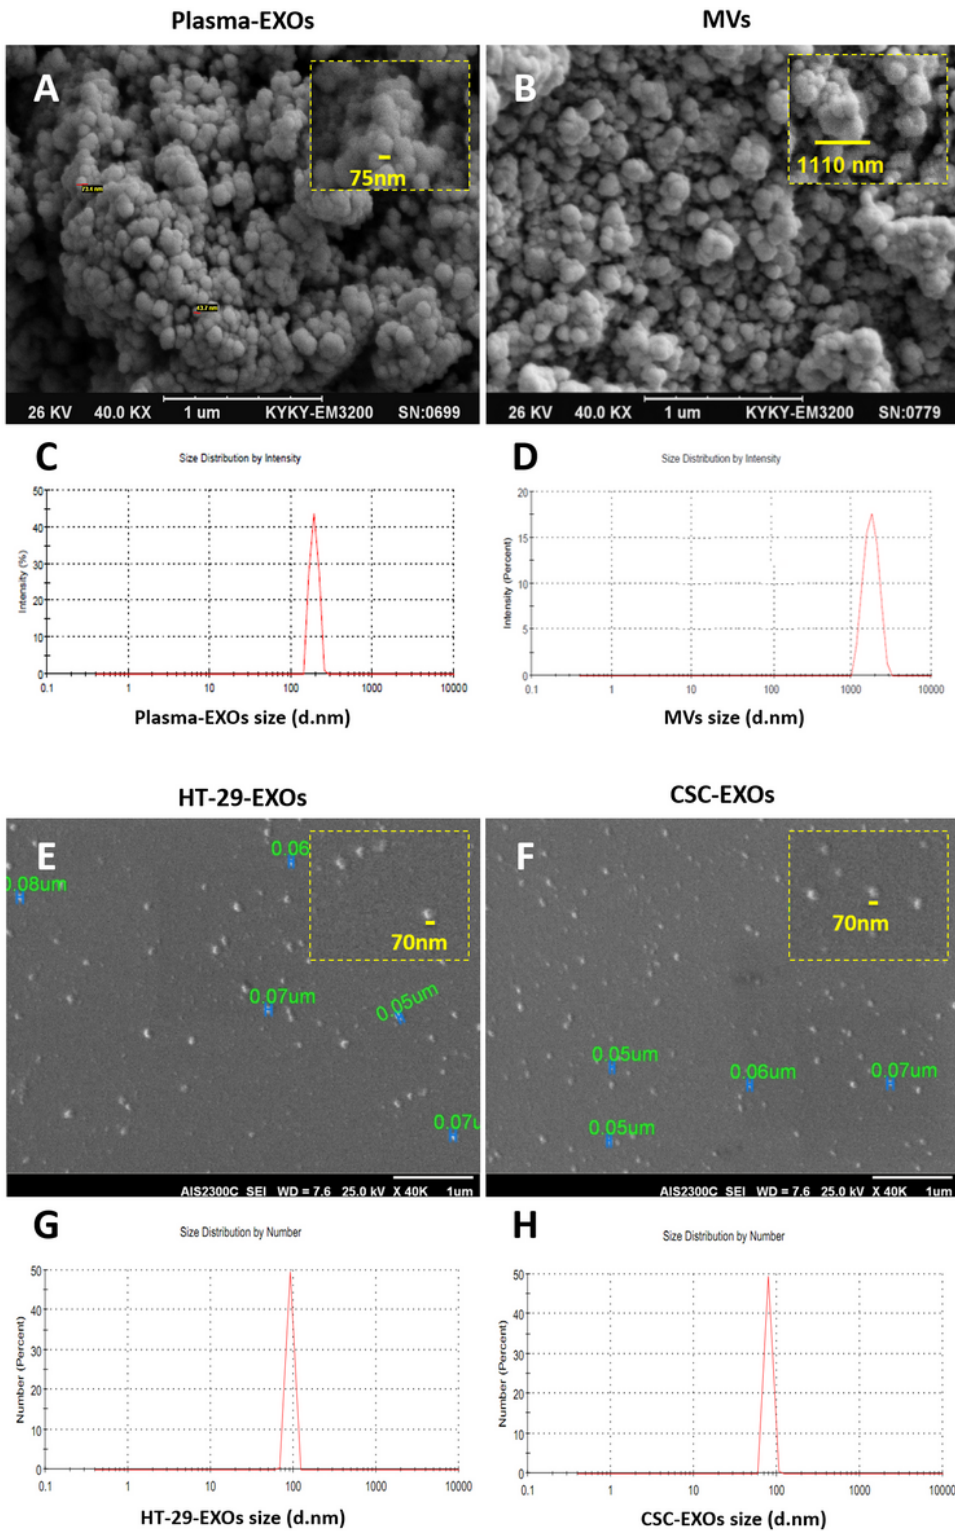 Plasma-EXOs
MVs
A
75nm
73.4 nm
43.7 nm
26 KV 40.0 KX 1 um KYKY-EM3200 SN:0699
B
1110 nm
26 KV 40.0 KX 1 um KYKY-EM3200 SN:0779
C
Size Distribution by Intensity
Intensity (%)
50
40
30
20
10
0
0.1 1 10 100 1000 10000
Plasma-EXOs size (d.nm)
D
Size Distribution by Intensity
Intensity (Percent)
20
15
10
5
0
0.1 1 10 100 1000 10000
MVs size (d.nm)
HT-29-EXOs
CSC-EXOs
E
0.06
0.08um
70nm
0.07um
0.05um
0.07u
AIS2300C SEI WD = 7.6 25.0 kV X 40K 1um
F
70nm
0.05um
0.06um
0.07um
0.05um
AIS2300C SEI WD = 7.6 25.0 kV X 40K 1um
G
Size Distribution by Number
Number (Percent)
50
40
30
20
10
0
0.1 1 10 100 1000 10000
HT-29-EXOs size (d.nm)
H
Size Distribution by Number
Number (Percent)
50
40
30
20
10
0
0.1 1 10 100 1000 10000
CSC-EXOs size (d.nm)